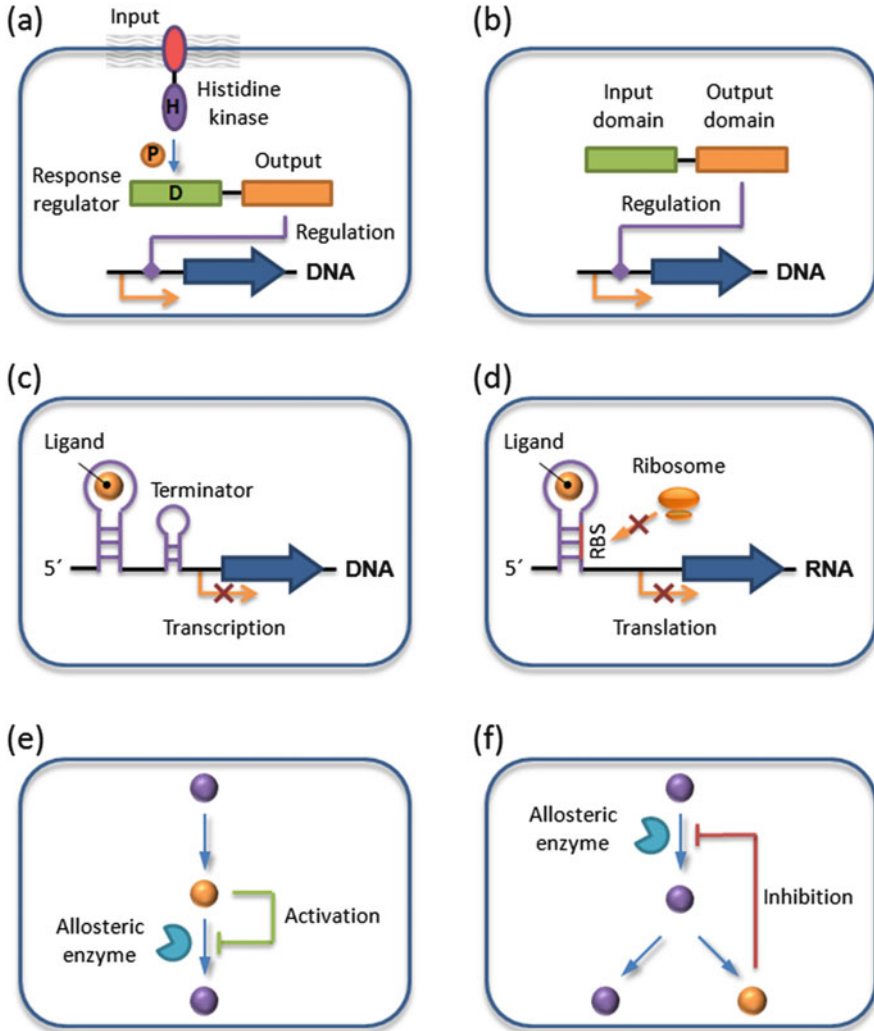 (a)
Input
H
Histidine
kinase
P
Response
regulator
D
Output
Regulation
DNA
(b)
Input
domain
Output
domain
Regulation
DNA
(c)
Ligand
Terminator
5′
DNA
Transcription
(d)
Ligand
Ribosome
RBS
5′
RNA
Translation
(e)
Allosteric
enzyme
Activation
(f)
Allosteric
enzyme
Inhibition